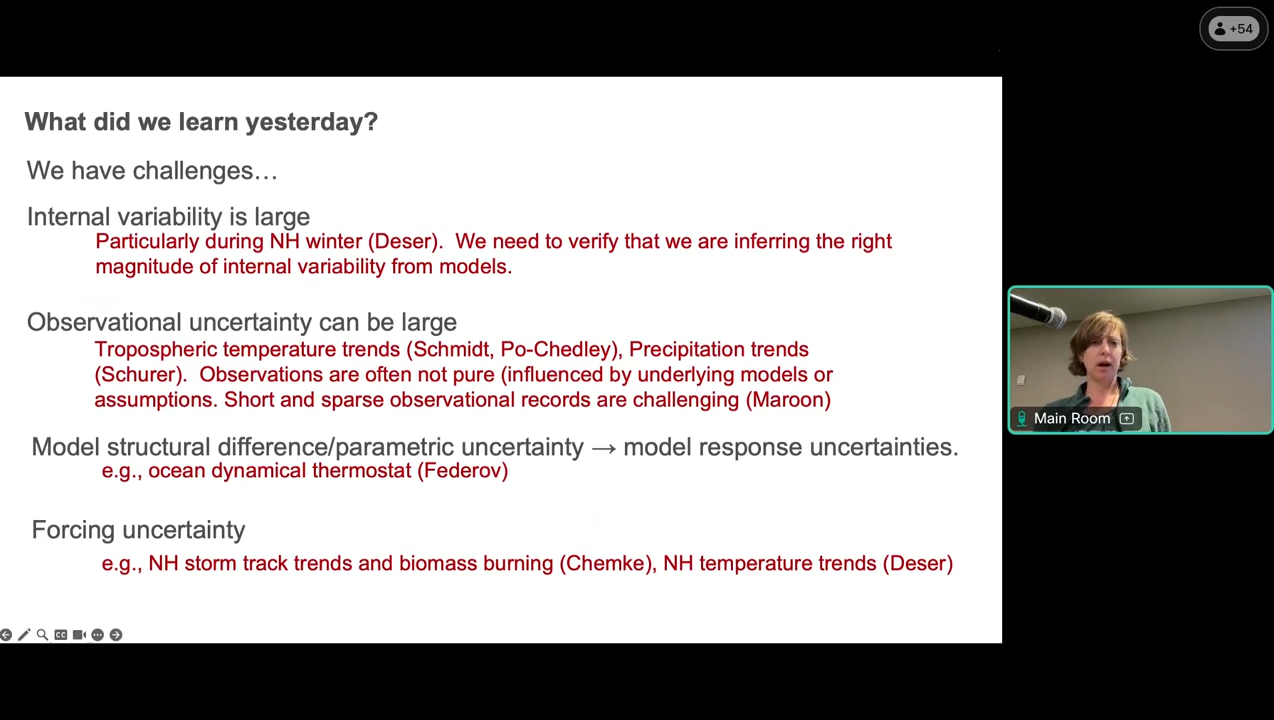 +54
What did we learn yesterday?
We have challenges…
Internal variability is large
Particularly during NH winter (Deser).  We need to verify that we are inferring the right
magnitude of internal variability from models.
Observational uncertainty can be large
Tropospheric temperature trends (Schmidt, Po-Chedley), Precipitation trends
(Schurer).  Observations are often not pure (influenced by underlying models or
assumptions. Short and sparse observational records are challenging (Maroon)
Model structural difference/parametric uncertainty → model response uncertainties.
e.g., ocean dynamical thermostat (Federov)
Forcing uncertainty
e.g., NH storm track trends and biomass burning (Chemke), NH temperature trends (Deser)
Main Room
CC